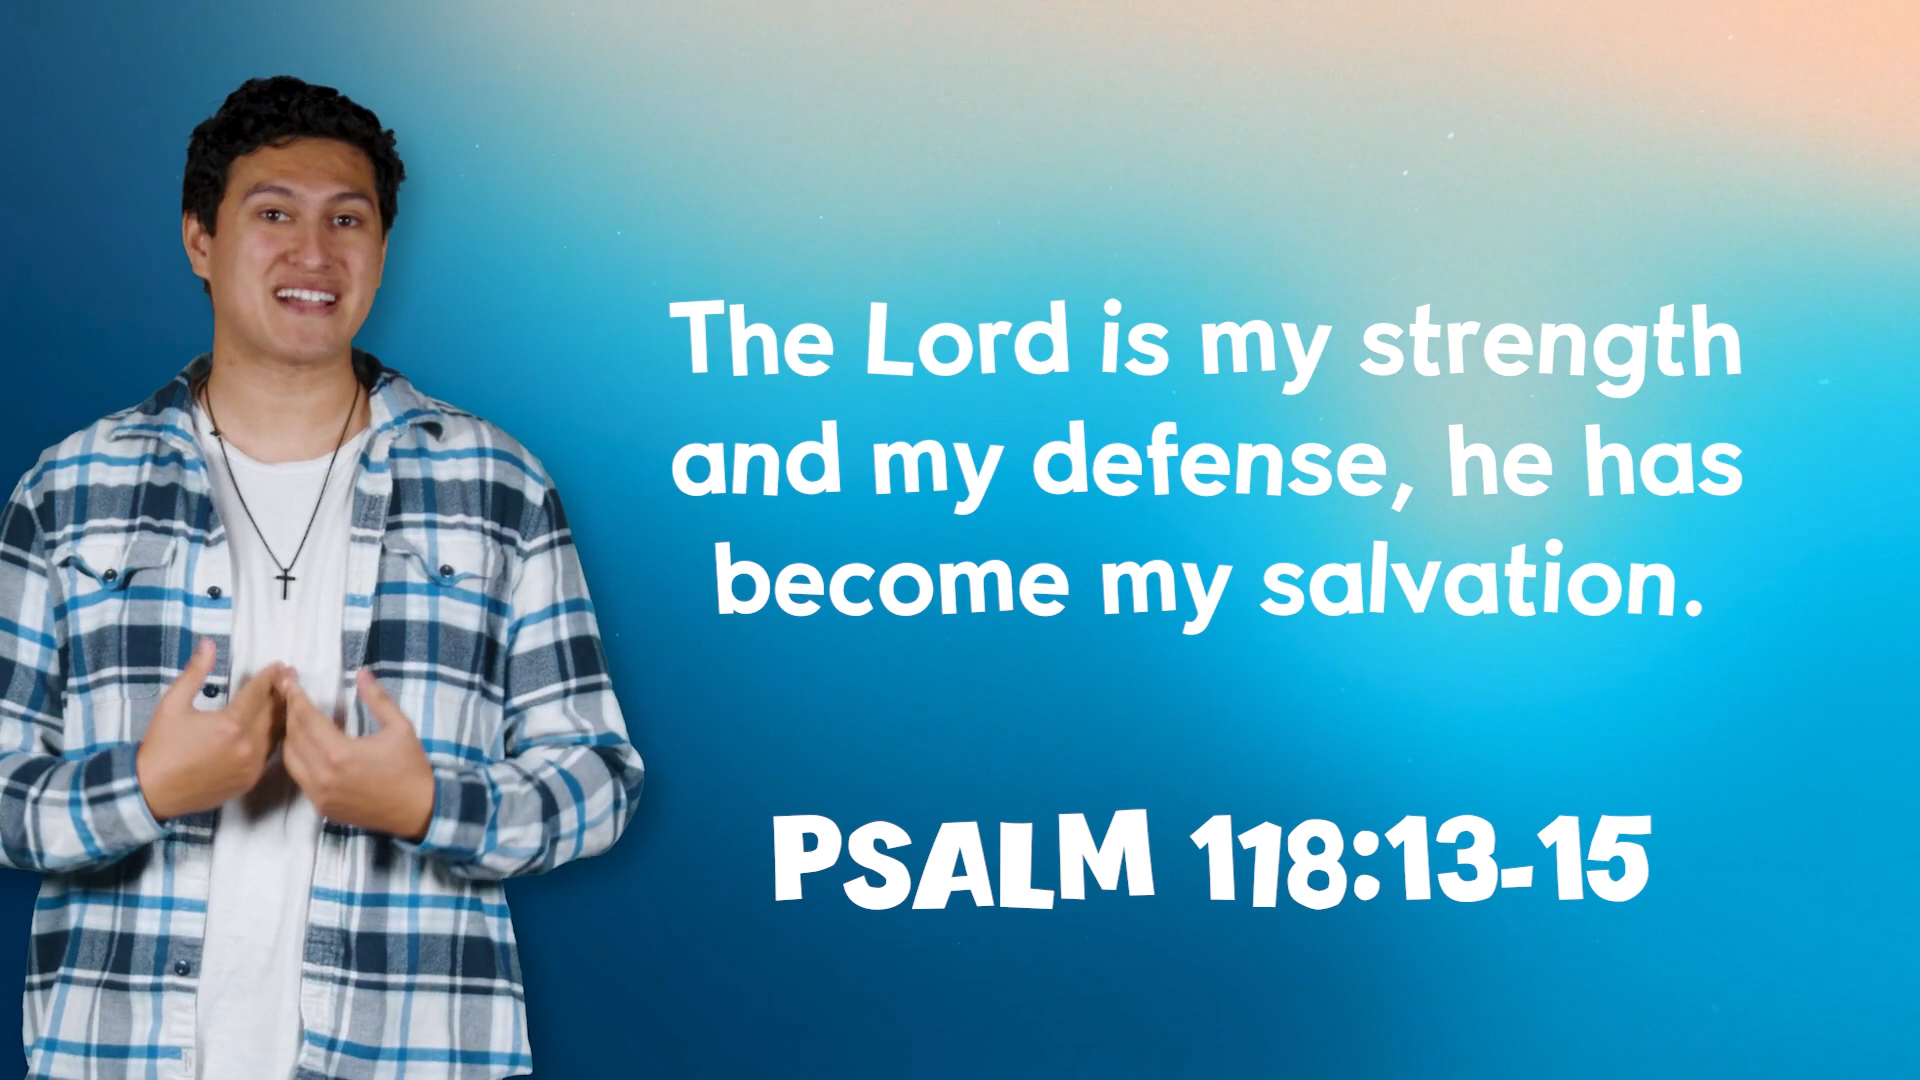 The Lord is my strength
and my defense, he has
become my salvation.
PSALM 118:13-15